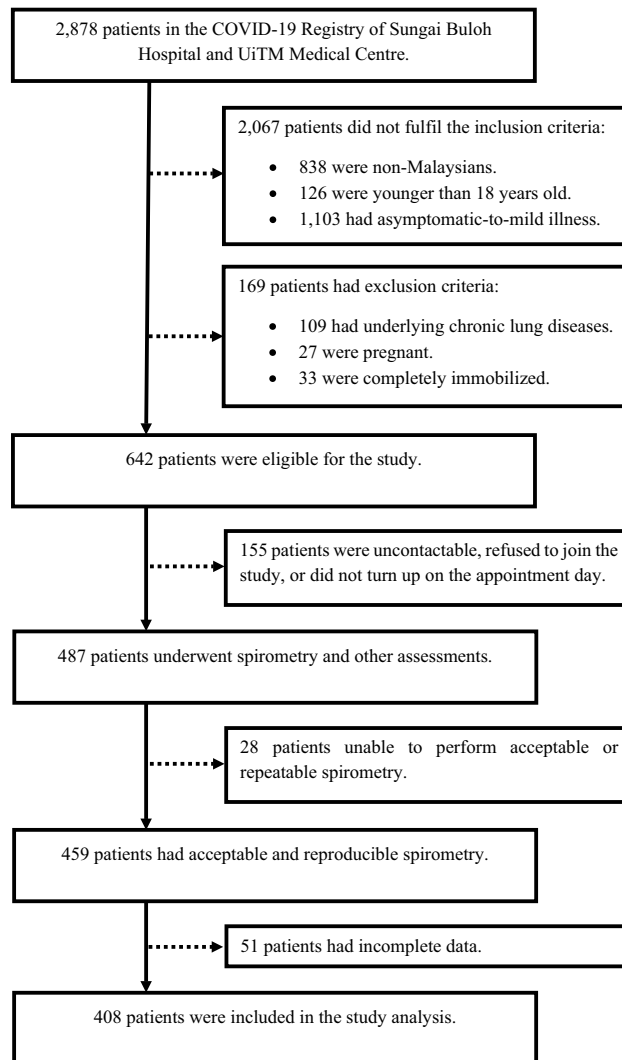 2,878 patients in the COVID-19 Registry of Sungai Buloh
Hospital and UiTM Medical Centre.
2,067 patients did not fulfil the inclusion criteria:
• 838 were non-Malaysians.
• 126 were younger than 18 years old.
• 1,103 had asymptomatic-to-mild illness.
169 patients had exclusion criteria:
• 109 had underlying chronic lung diseases.
• 27 were pregnant.
• 33 were completely immobilized.
642 patients were eligible for the study.
155 patients were uncontactable, refused to join the
study, or did not turn up on the appointment day.
487 patients underwent spirometry and other assessments.
28 patients unable to perform acceptable or
repeatable spirometry.
459 patients had acceptable and reproducible spirometry.
51 patients had incomplete data.
408 patients were included in the study analysis.